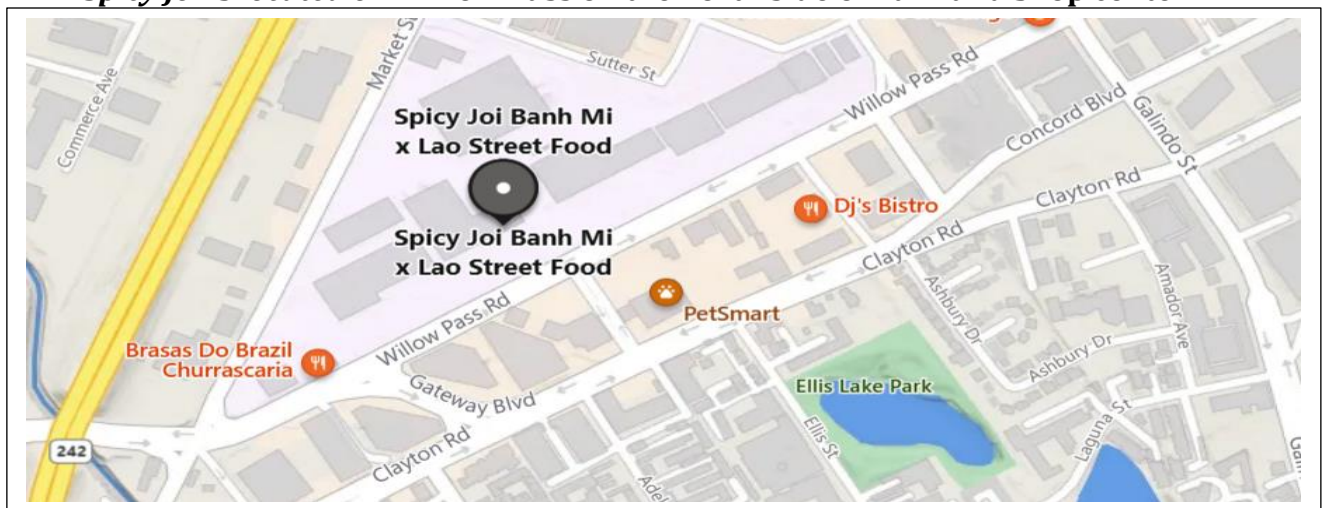 Sutter St
Market S
Commerce Ave
Spicy Joi Banh Mi
x Lao Street Food
Willow Pass Rd
Concord Blvd
Galindo St
Clayton Rd
Dj's Bistro
Spicy Joi Banh Mi
x Lao Street Food
Clayton Rd
PetSmart
Ashbury Dr
Amador Ave
Willow Pass Rd
Brasas Do Brazil
Churrascaria
Ashbury Dr
Gateway Blvd
Ellis Lake Park
Laguna St
Ellis St
242
Clayton Rd